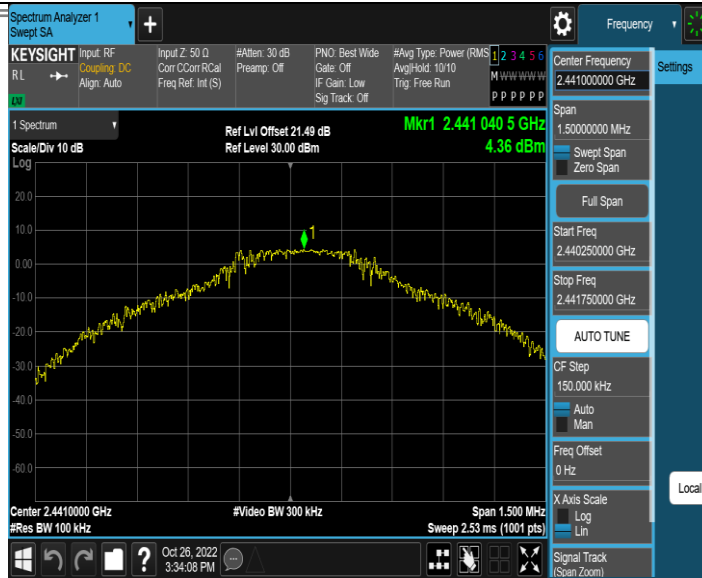 Spectrum Analyzer 1
Swept SA
Frequency
KEYSIGHT
RL
LXI
Input: RF
Coupling: DC
Align: Auto
Input Z: 50 Ω
Corr CCorr RCal
Freq Ref: Int (S)
#Atten: 30 dB
Preamp: Off
PNO: Best Wide
Gate: Off
IF Gain: Low
Sig Track: Off
#Avg Type: Power (RMS
Avg|Hold: 10/10
Trig: Free Run
1 2 3 4 5 6
M W W W W W
P P P P P P
Center Frequency
2.441000000 GHz
Settings
Span
1.50000000 MHz
Swept Span
Zero Span
Full Span
Start Freq
2.440250000 GHz
Stop Freq
2.441750000 GHz
AUTO TUNE
CF Step
150.000 kHz
Auto
Man
Freq Offset
0 Hz
X Axis Scale
Log
Lin
Local
Signal Track
(Span Zoom)
1 Spectrum
Scale/Div 10 dB
Log
Ref Lvl Offset 21.49 dB
Ref Level 30.00 dBm
Mkr1 2.441 040 5 GHz
4.36 dBm
20.0
10.0
1
0.00
-10.0
-20.0
-30.0
-40.0
-50.0
-60.0
Center 2.4410000 GHz
#Res BW 100 kHz
#Video BW 300 kHz
Span 1.500 MHz
Sweep 2.53 ms (1001 pts)
?
Oct 26, 2022
3:34:08 PM